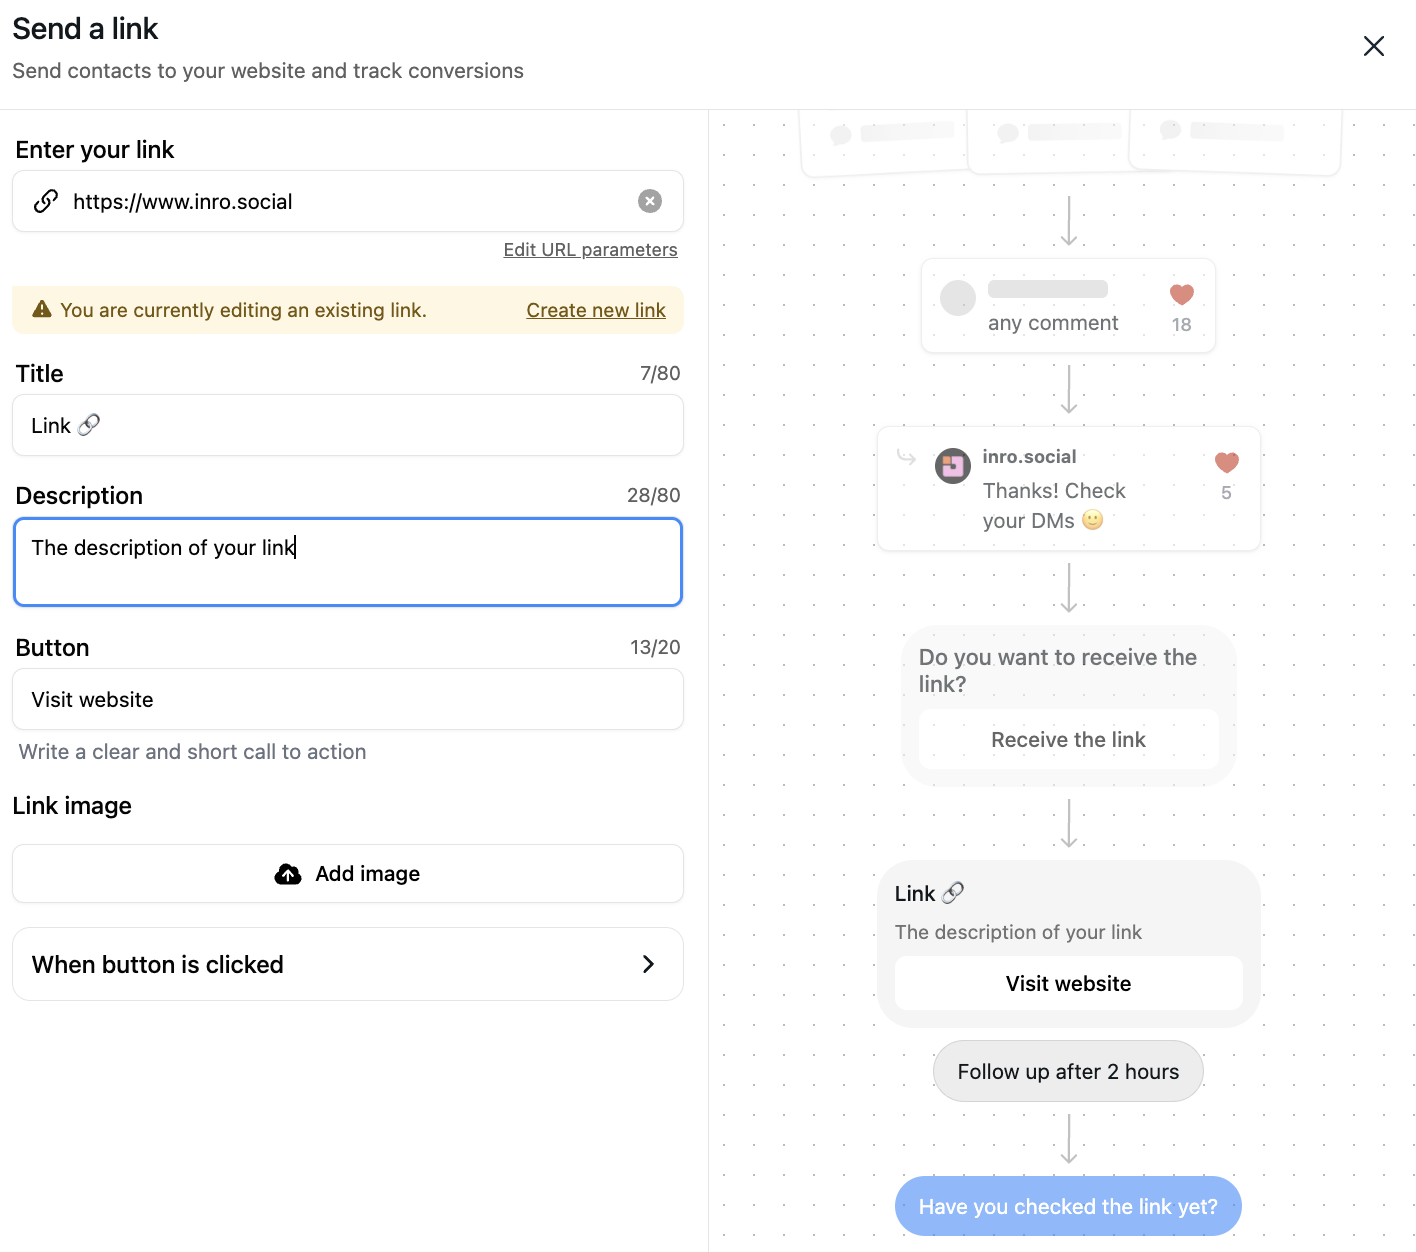 Send a link
Send contacts to your website and track conversions
Enter your link
https://www.inro.social
Edit URL parameters
You are currently editing an existing link.
Create new link
Title
7/80
Link 🔗
Description
28/80
The description of your link
Button
13/20
Visit website
Write a clear and short call to action
Link image
Add image
When button is clicked
any comment
18
inro.social
Thanks! Check
your DMs 🙂
5
Do you want to receive the
link?
Receive the link
Link 🔗
The description of your link
Visit website
Follow up after 2 hours
Have you checked the link yet?